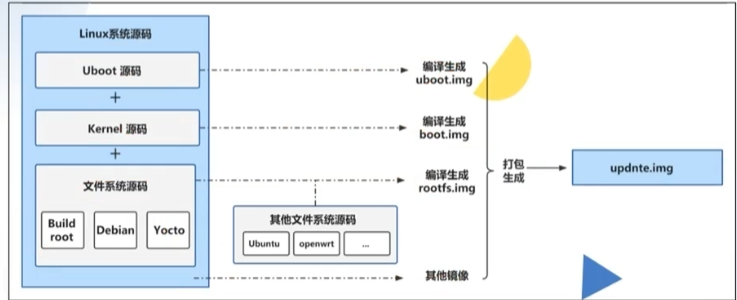 Linux系统源码
Uboot 源码
+
Kernel 源码
+
文件系统源码
Build
root
Debian
Yocto
其他文件系统源码
Ubuntu
openwrt
...
编译生成
uboot.img
编译生成
boot.img
编译生成
rootfs.img
其他镜像
打包
生成
updnte.img